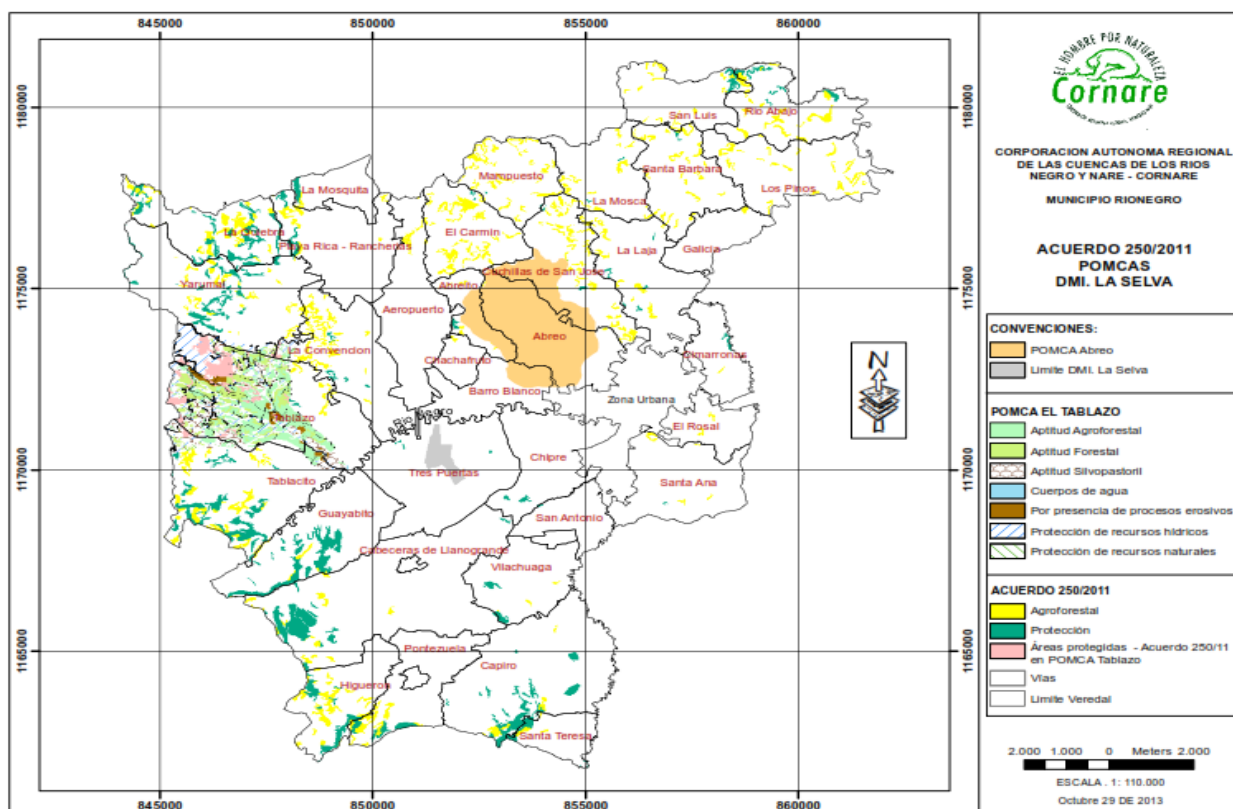 845000 850000 855000 860000
1180000
1175000
1170000
1165000
San Luis
Rio Abajo
Santa Barbara
Mampuesto
Los Pinos
La Mosquita
La Mosca
El Carmin
La Laja
Galicia
La Quiebra
Playa Rica - Rancherias
Cuchillas de San Jose
Yarumal
Abreito
Aeropuerto
Abreo
La Convencion
Chachafruto
Cimarronas
Barro Blanco
Zona Urbana
Rio Negro
Tablazo
El Rosal
Chipre
Tres Puertas
Tablacito
Santa Ana
Guayabito
San Antonio
Cabeceras de Llanogrande
Vilachuaga
Pontezuela
Capiro
Higueron
Santa Teresa
1180000
1175000
1170000
1165000
845000 850000 855000 860000
N
EL HOMBRE POR NATURALEZA
Cornare
CORPORACION AUTONOMA REGIONAL
DE LAS CUENCAS DE LOS RIOS
NEGRO Y NARE - CORNARE
MUNICIPIO RIONEGRO
ACUERDO 250/2011
POMCAS
DMI. LA SELVA
CONVENCIONES:
POMCA Abreo
Limite DMI. La Selva
POMCA EL TABLAZO
Aptitud Agroforestal
Aptitud Forestal
Aptitud Silvopastoril
Cuerpos de agua
Por presencia de procesos erosivos
Protección de recursos hídricos
Protección de recursos naturales
ACUERDO 250/2011
Agroforestal
Protección
Áreas protegidas - Acuerdo 250/11
en POMCA Tablazo
Vías
Limite Veredal
2.000 1.000 0 Meters 2.000
ESCALA . 1: 110.000
Octubre 29 DE 2013